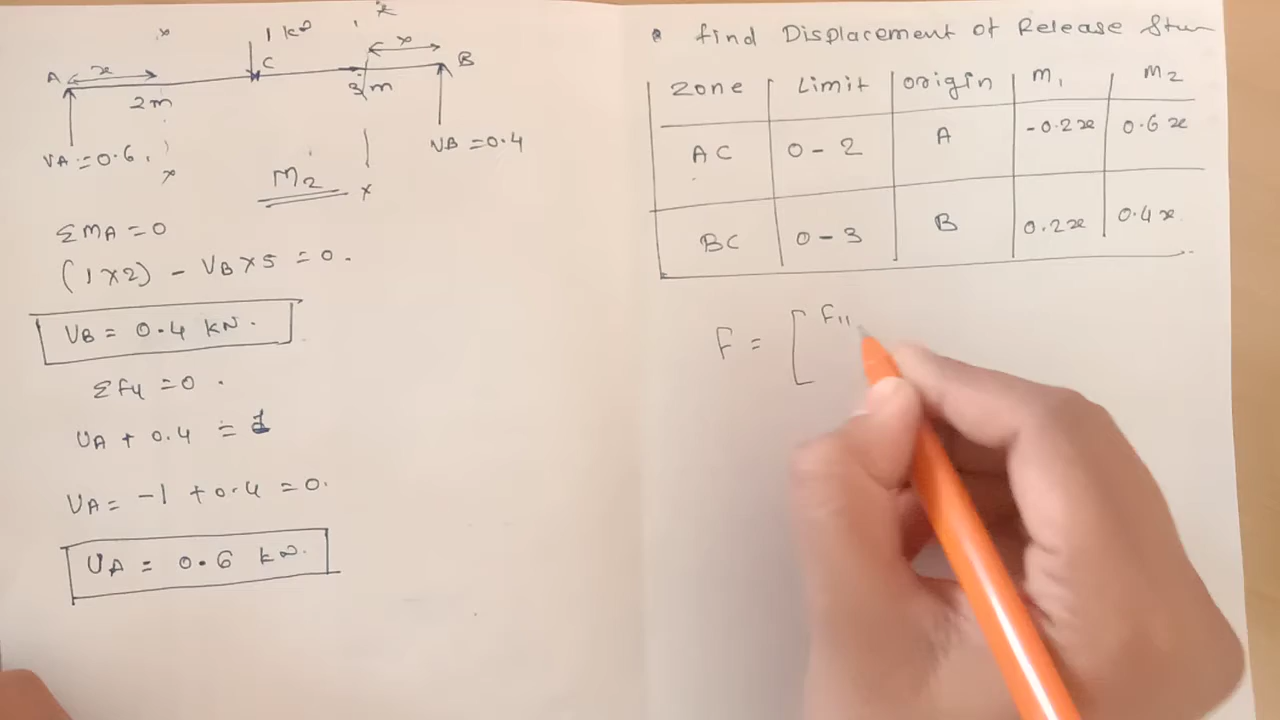 1 kN
x
A
x
C
x
B
2m
3m
VA = 0.6
VB = 0.4
M2
ΣMA = 0
(1×2) - VB×5 = 0.
VB = 0.4 kN.
Σfy = 0.
VA + 0.4 = 1
VA = -1 + 0.4 = 0.
VA = 0.6 kN.
• find Displacement of Release
Zone Limit origin m1 M2
AC 0-2 A -0.2x 0.6x
BC 0-3 B 0.2x 0.4x
F = [ F11